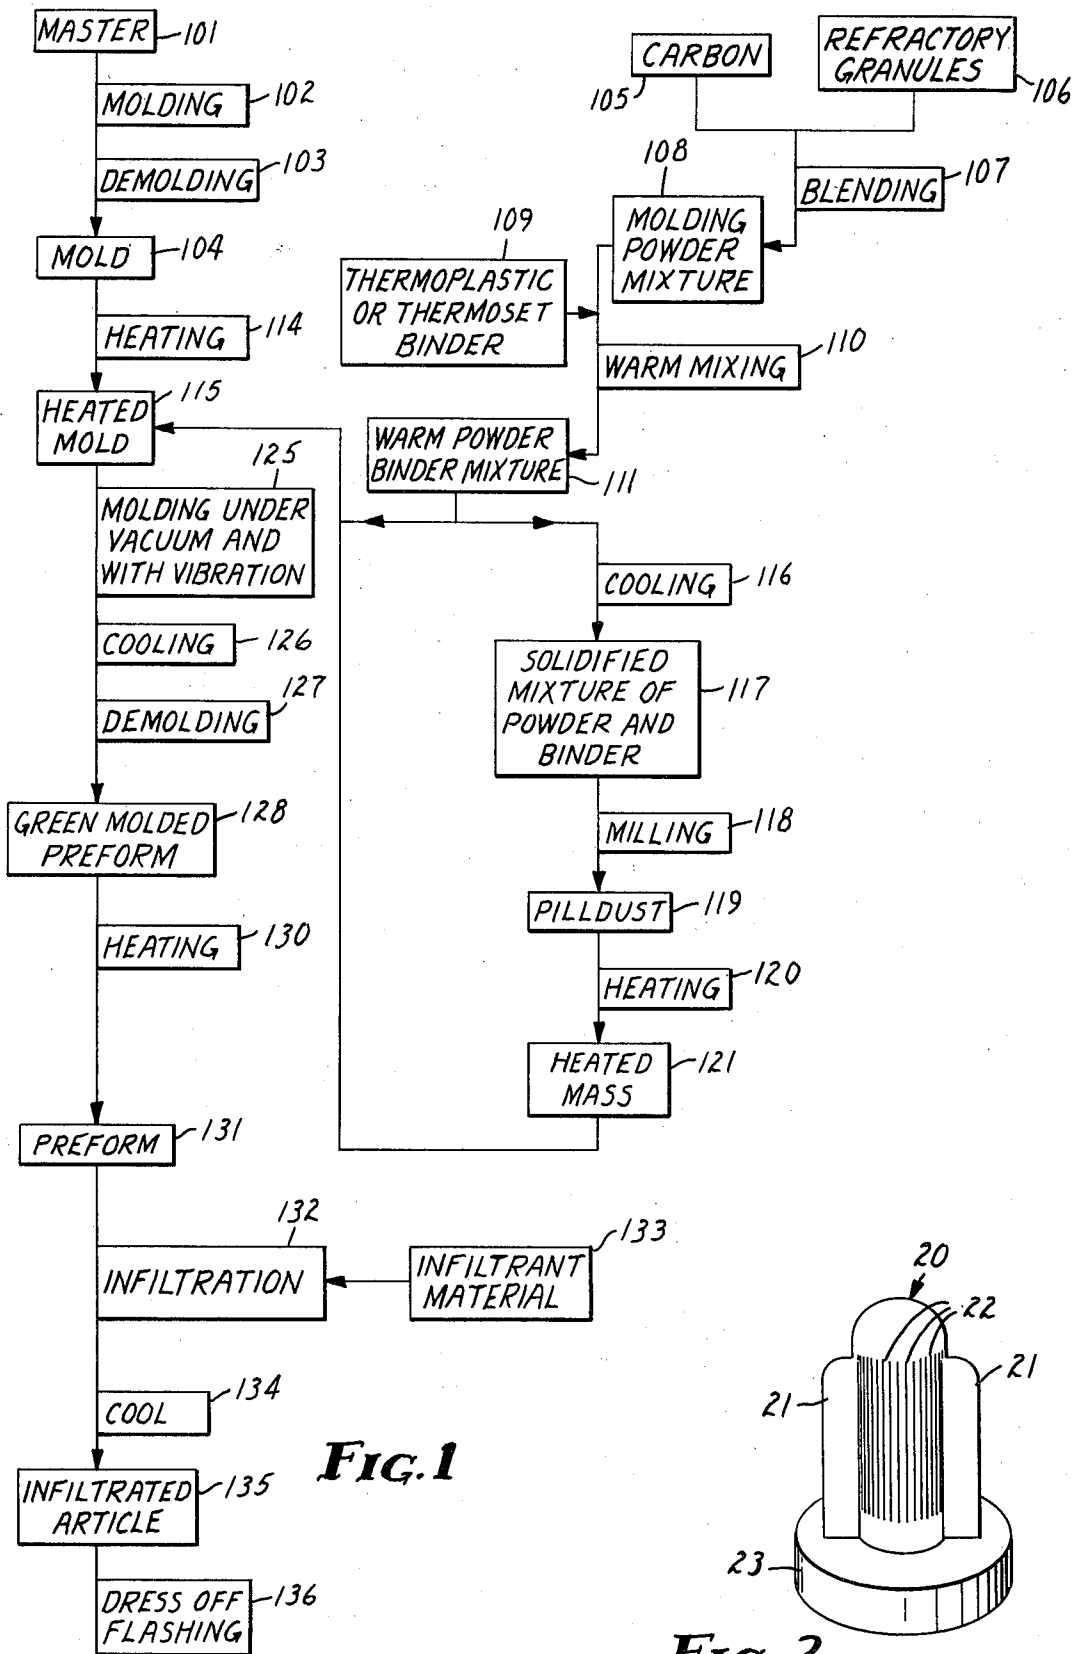 MASTER
101
MOLDING
102
DEMOLDING
103
MOLD
104
HEATING
114
HEATED
MOLD
115
125
MOLDING UNDER
VACUUM AND
WITH VIBRATION
COOLING
126
DEMOLDING
127
GREEN MOLDED
PREFORM
128
HEATING
130
PREFORM
131
132
INFILTRATION
133
INFILTRANT
MATERIAL
COOL
134
INFILTRATED
ARTICLE
135
DRESS OFF
FLASHING
136
CARBON
105
REFRACTORY
GRANULES
106
BLENDING
107
108
MOLDING
POWDER
MIXTURE
109
THERMOPLASTIC
OR THERMOSET
BINDER
WARM MIXING
110
WARM POWDER
BINDER MIXTURE
111
COOLING
116
SOLIDIFIED
MIXTURE OF
POWDER AND
BINDER
117
MILLING
118
PILLDUST
119
HEATING
120
HEATED
MASS
121
FIG.1
20
22
21
21
23
FIG. 2